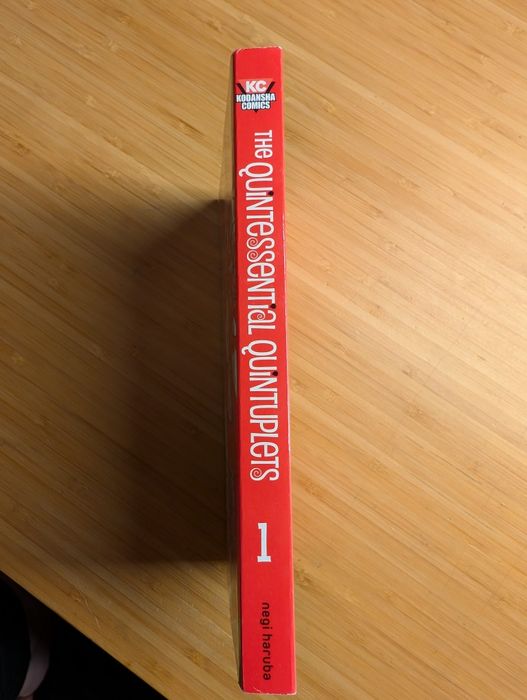 KC
KODANSHA
COMICS
THE QUINTESSENTIAL QUINTUPLETS
1
negi haruba